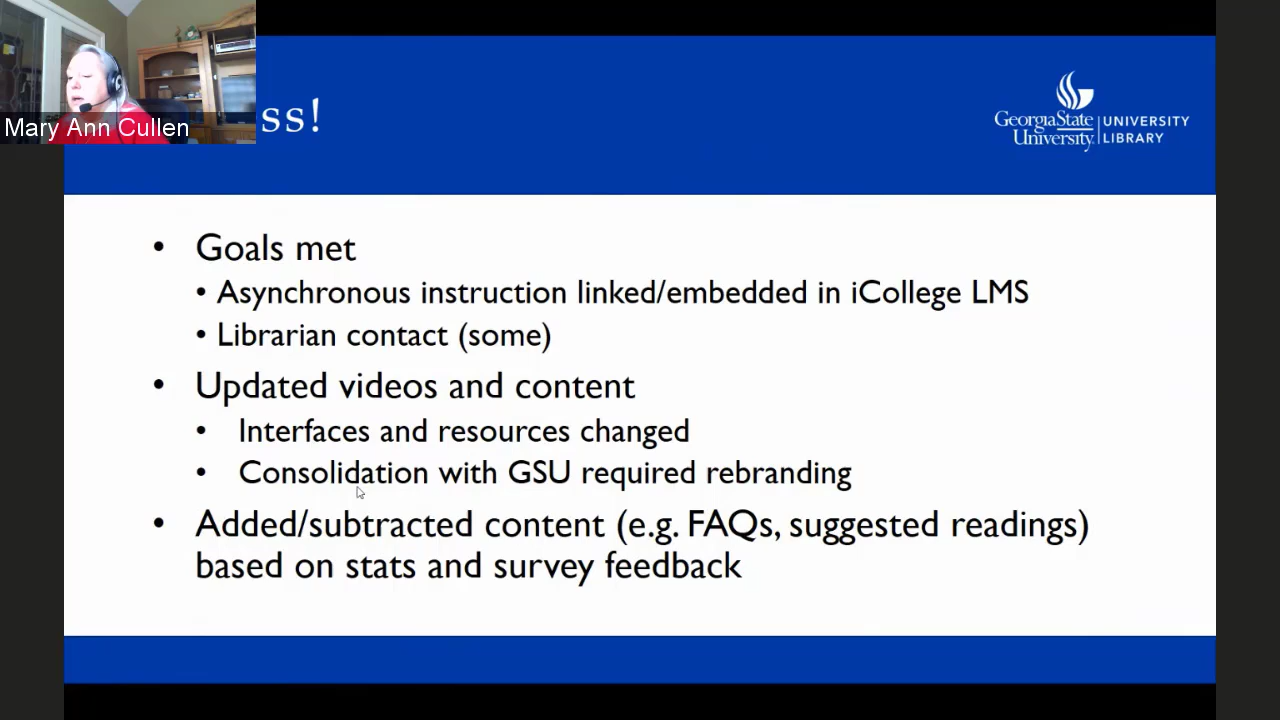 Mary Ann Cullen
ss!
GeorgiaState
University
UNIVERSITY
LIBRARY
• Goals met
• Asynchronous instruction linked/embedded in iCollege LMS
• Librarian contact (some)
• Updated videos and content
• Interfaces and resources changed
• Consolidation with GSU required rebranding
• Added/subtracted content (e.g. FAQs, suggested readings)
based on stats and survey feedback